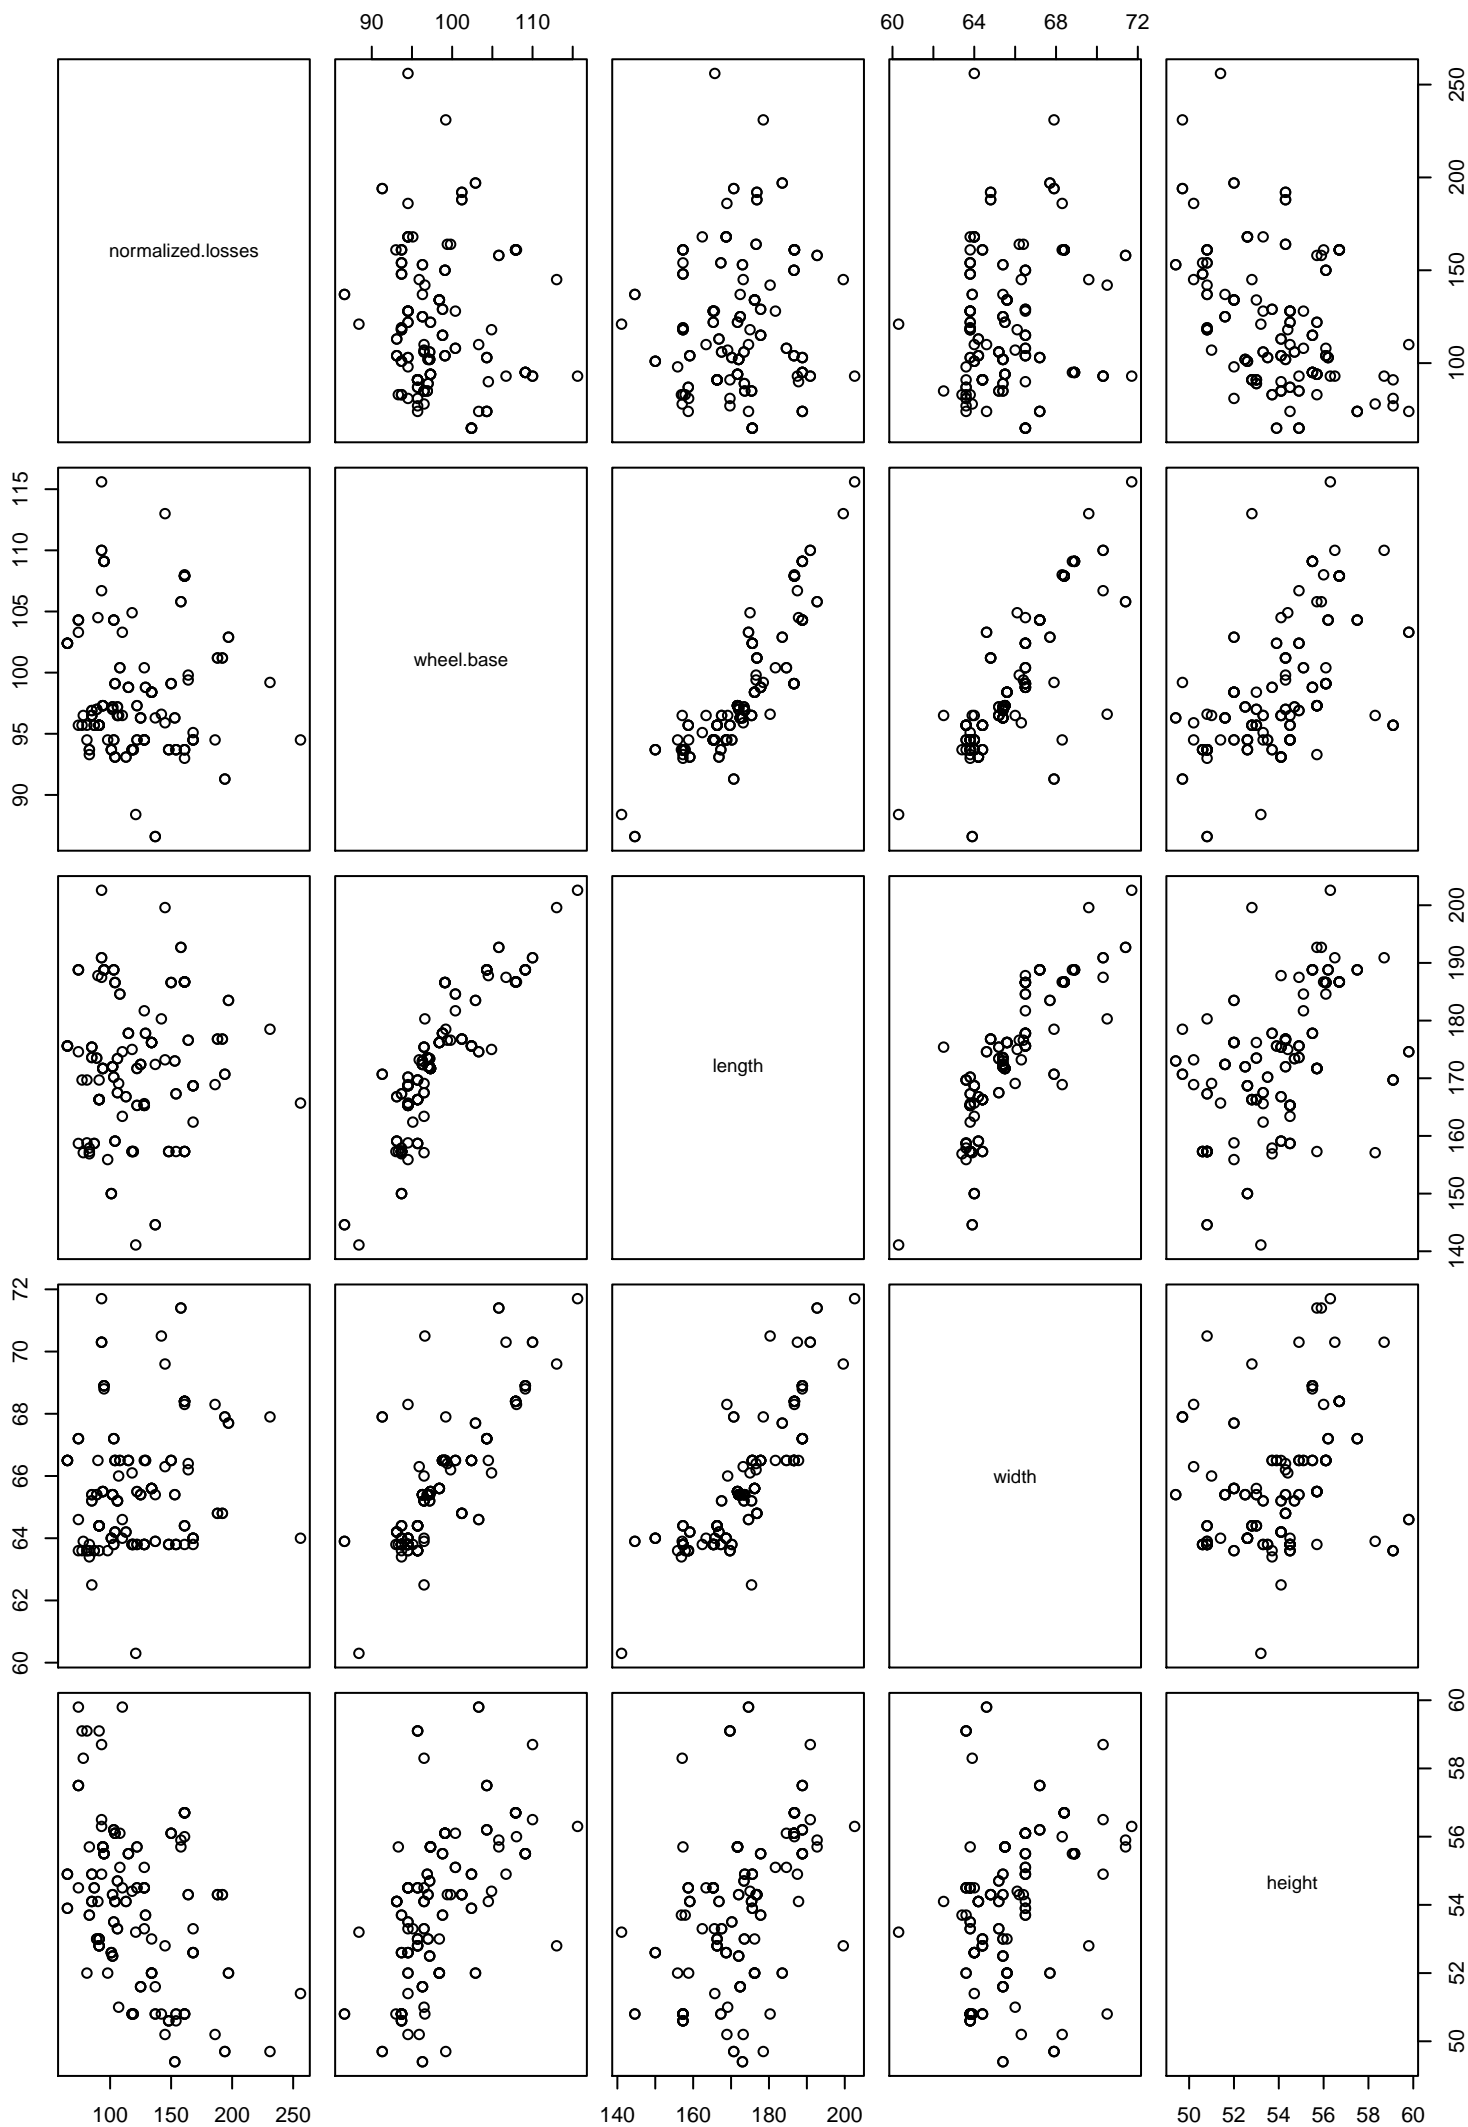 90 100 110 60 64 68 72
normalized.losses
100 150 200 250
90 95 100 105 110 115
wheel.base
length
140 150 160 170 180 190 200
60 62 64 66 68 70 72
width
height
50 52 54 56 58 60
100 150 200 250 140 160 180 200 50 52 54 56 58 60